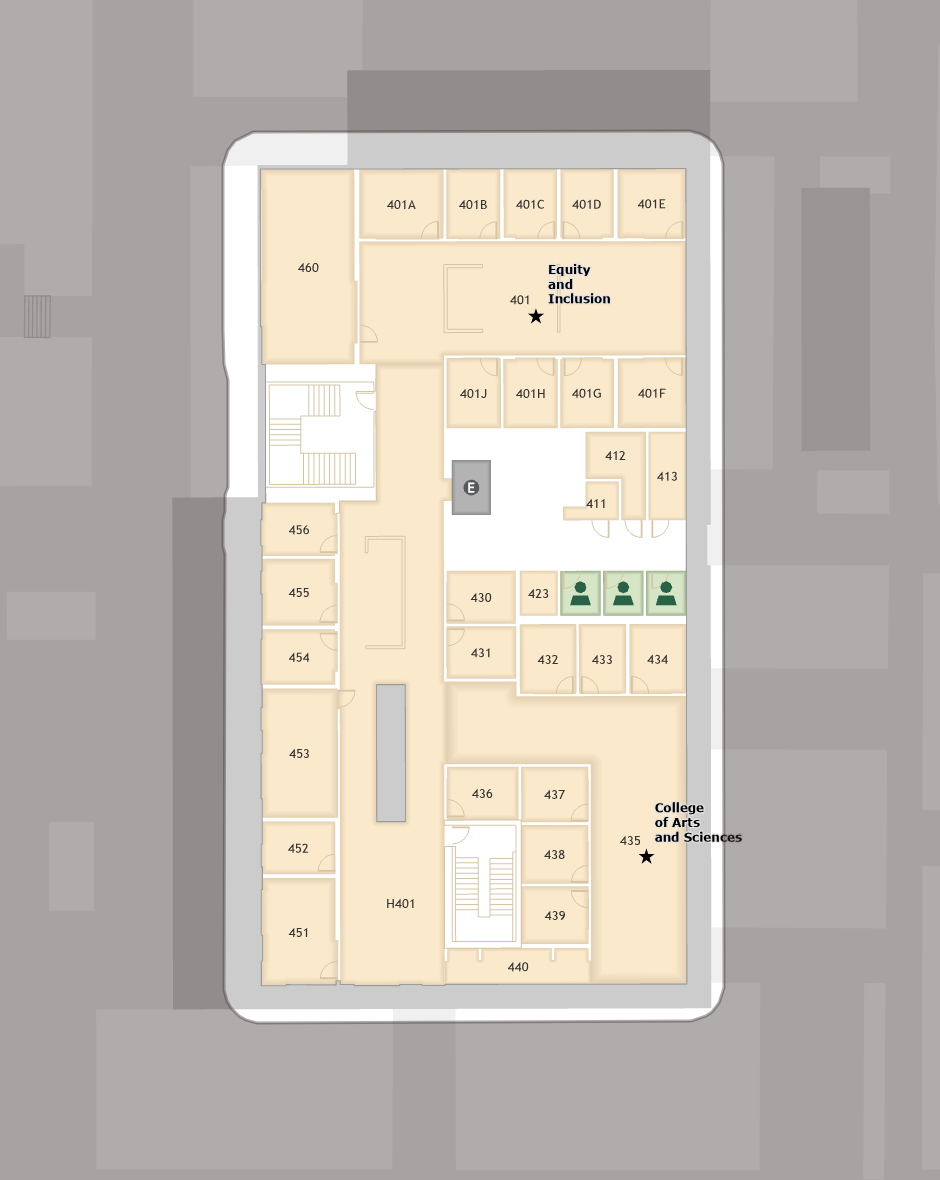 401A
401B
401C
401D
401E
460
Equity
and
Inclusion
401
401J
401H
401G
401F
412
413
E
411
456
455
430
423
454
431
432
433
434
453
436
437
College
of Arts
and Sciences
435
452
438
H401
439
451
440